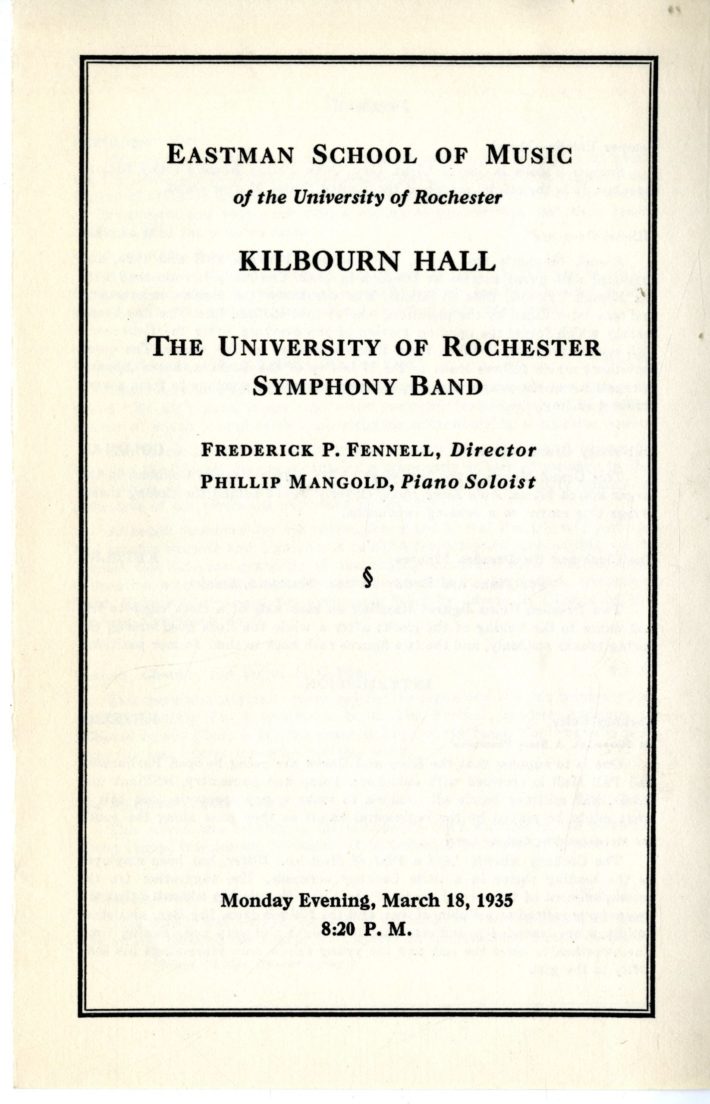 EASTMAN SCHOOL OF MUSIC
of the University of Rochester
KILBOURN HALL
THE UNIVERSITY OF ROCHESTER
SYMPHONY BAND
FREDERICK P. FENNELL, Director
PHILLIP MANGOLD, Piano Soloist
§
Monday Evening, March 18, 1935
8:20 P. M.